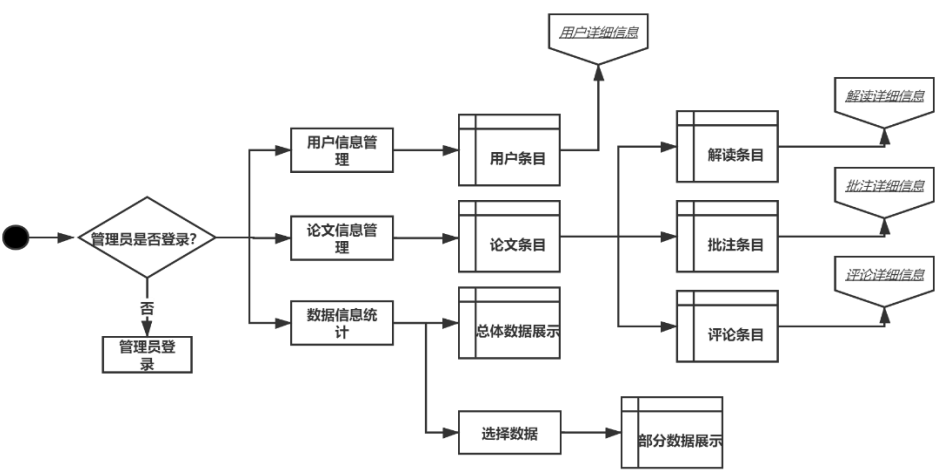 用户详细信息
解读详细信息
用户信息管
理
用户条目
解读条目
批注详细信息
管理员是否登录?
论文信息管
理
论文条目
批注条目
评论详细信息
否
数据信息统
计
总体数据展示
评论条目
管理员登
录
选择数据
部分数据展示